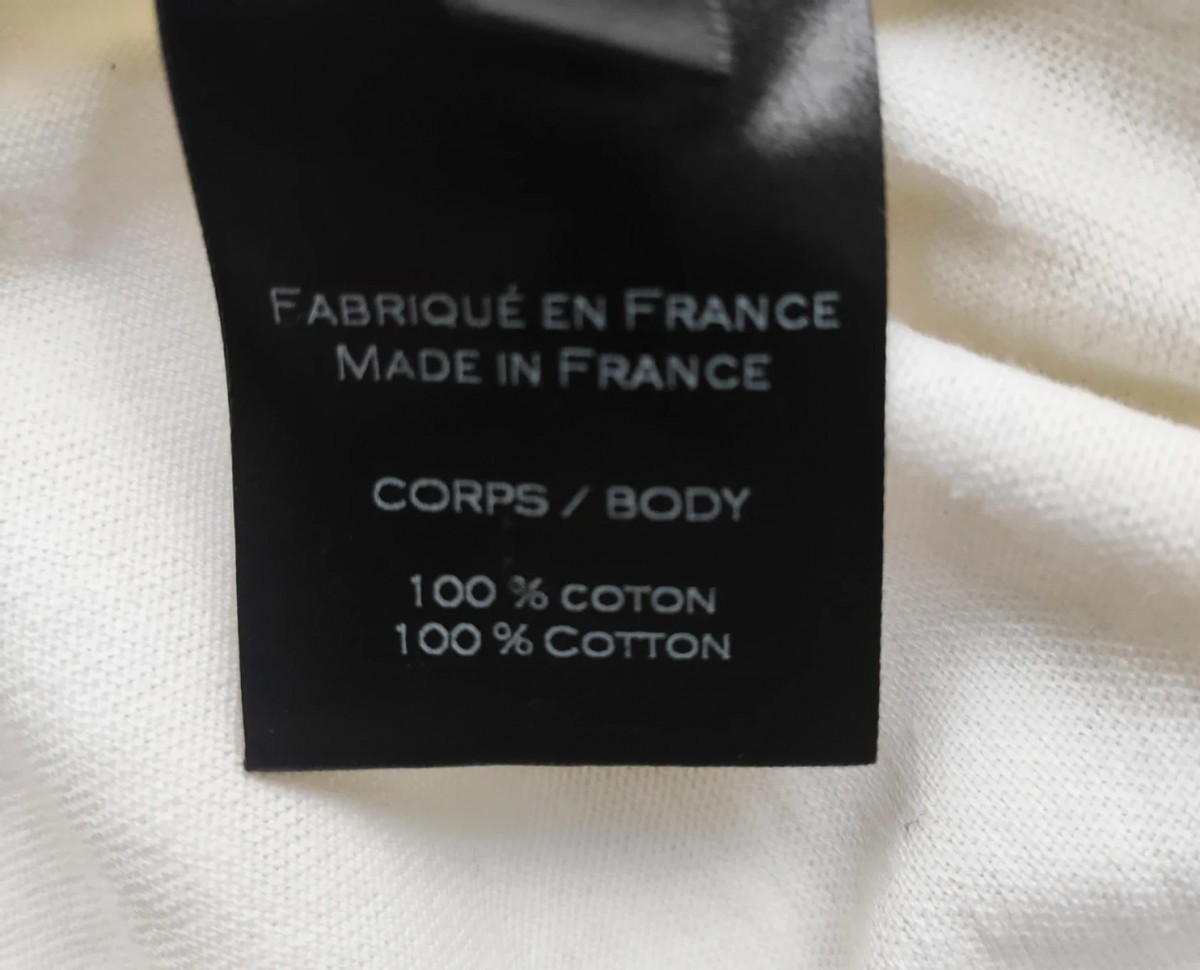 FABRIQUÉ EN FRANCE
MADE IN FRANCE
CORPS / BODY
100 % COTON
100 % COTTON